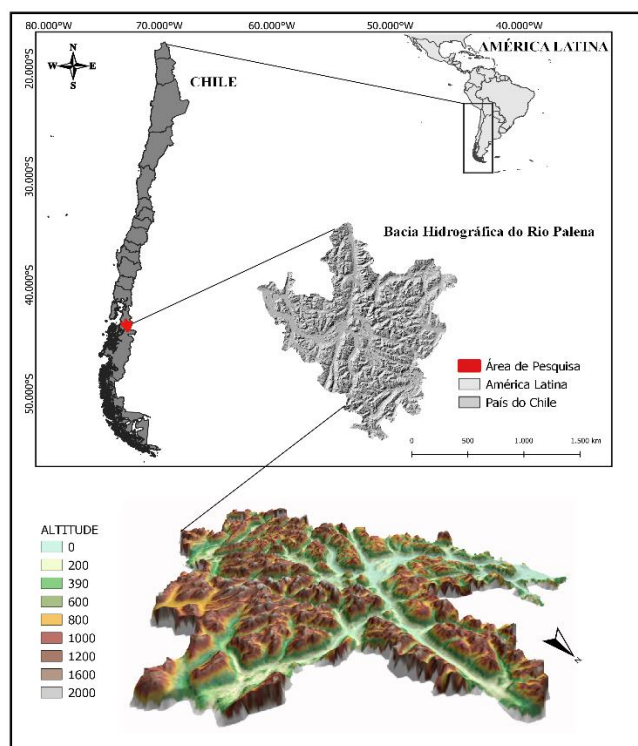 80.000°S 70.000°W 60.000°W 50.000°W 40.000°W
20.000°S
30.000°S
40.000°S
50.000°S
N
W E
S
CHILE
AMÉRICA LATINA
Bacia Hidrográfica do Rio Palena
Área de Pesquisa
América Latina
País do Chile
0 500 1.000 1.500 km
ALTITUDE
0
200
390
600
800
1000
1200
1600
2000
N